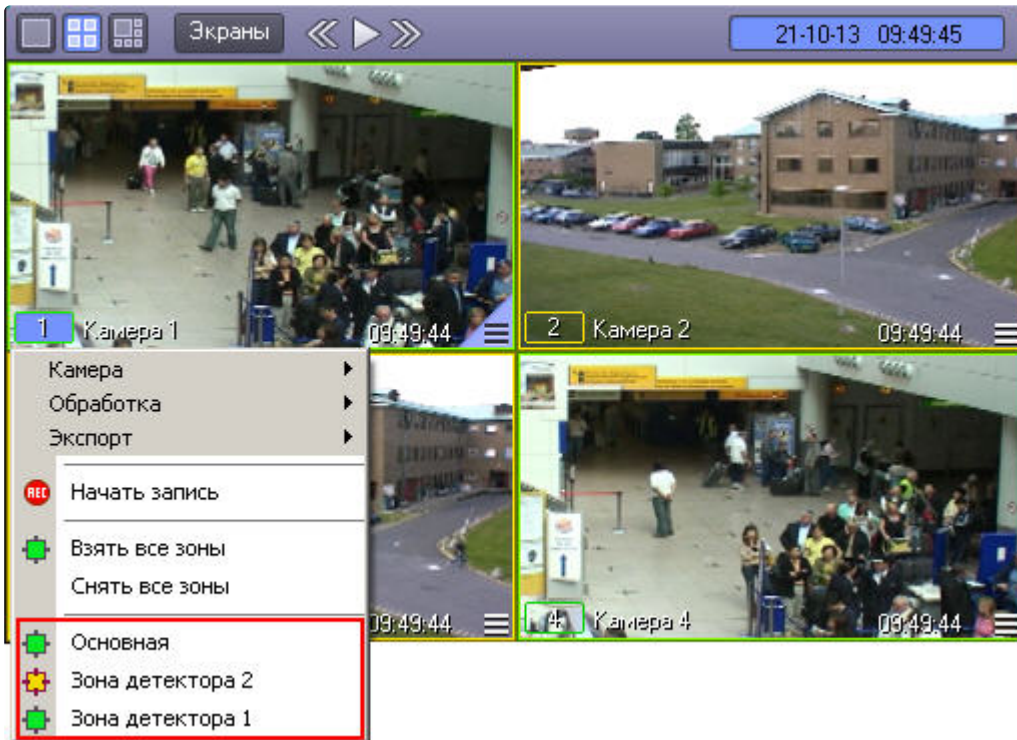 Экраны
21-10-13 09:49:45
1 Камера 1 09:49:44
2 Камера 2 09:49:44
Камера
Обработка
Экспорт
REC Начать запись
Взять все зоны
Снять все зоны
09:49:44
4 Камера 4 09:49:44
Основная
Зона детектора 2
Зона детектора 1